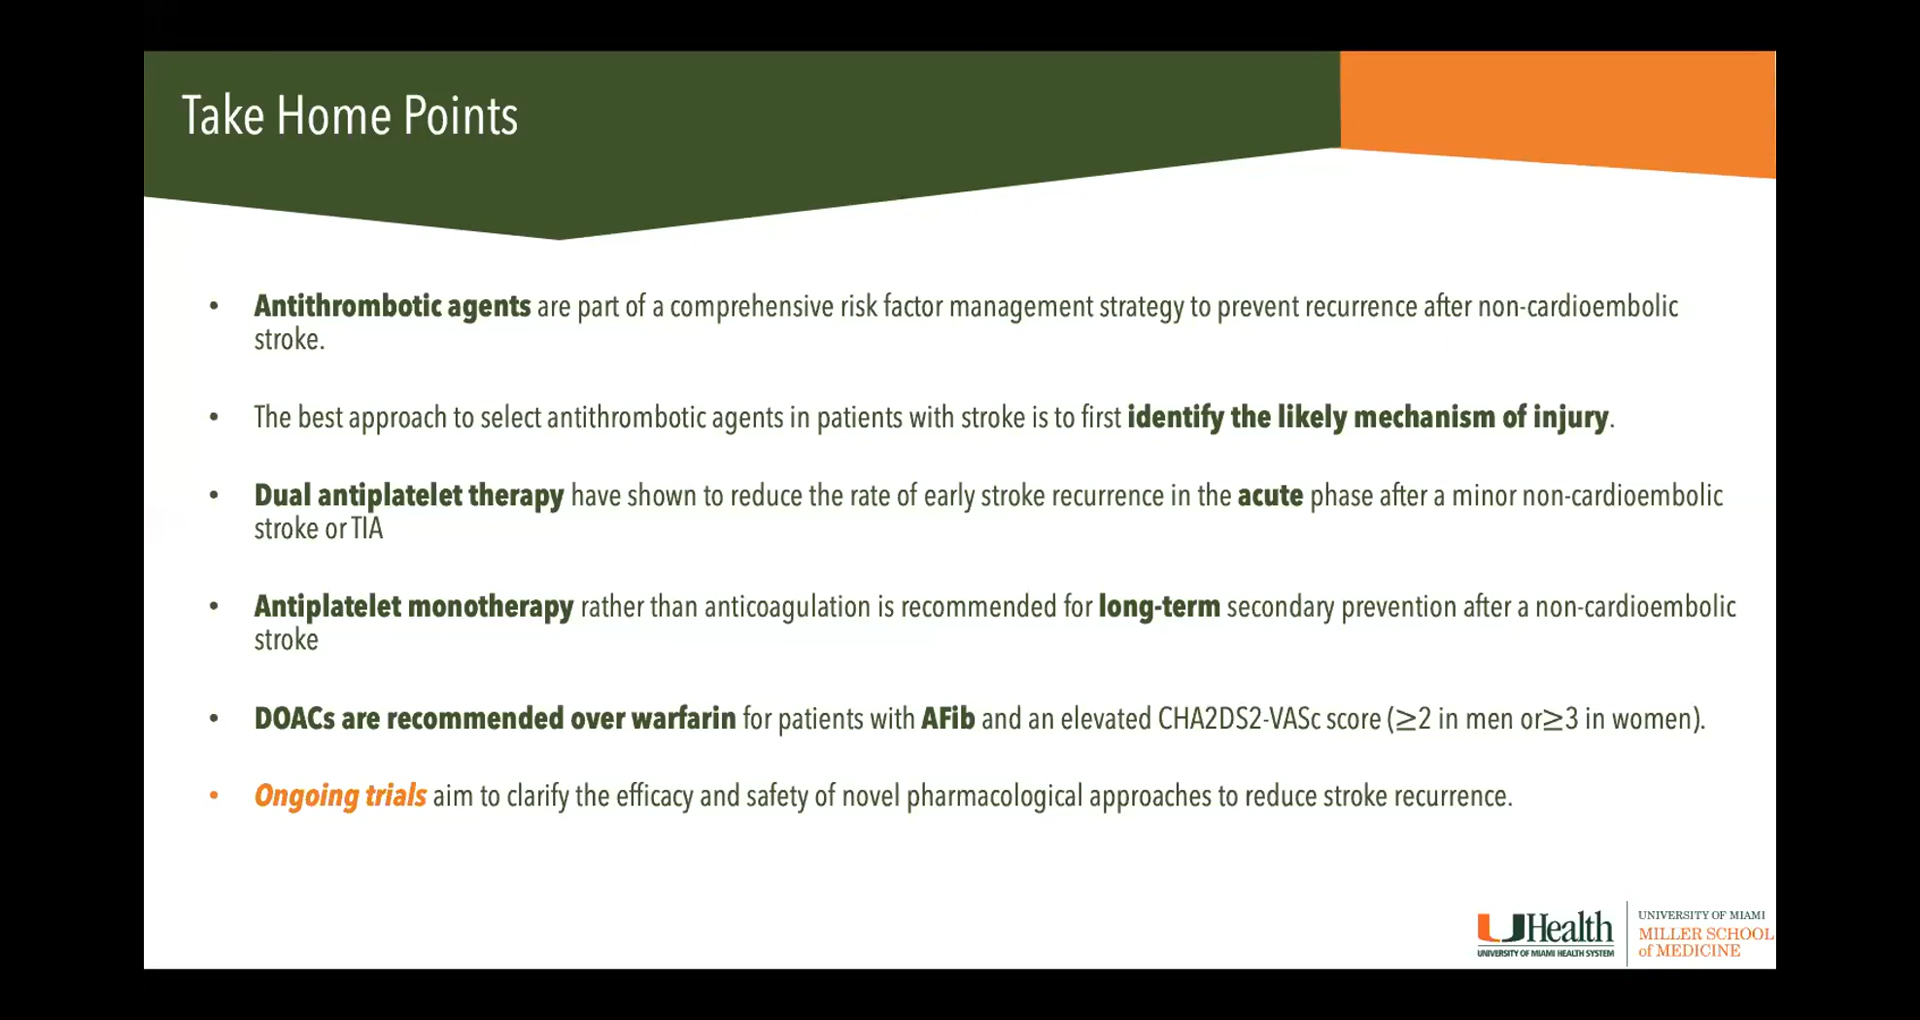 Take Home Points
• Antithrombotic agents are part of a comprehensive risk factor management strategy to prevent recurrence after non-cardioembolic
stroke.
• The best approach to select antithrombotic agents in patients with stroke is to first identify the likely mechanism of injury.
• Dual antiplatelet therapy have shown to reduce the rate of early stroke recurrence in the acute phase after a minor non-cardioembolic
stroke or TIA
• Antiplatelet monotherapy rather than anticoagulation is recommended for long-term secondary prevention after a non-cardioembolic
stroke
• DOACs are recommended over warfarin for patients with AFib and an elevated CHA2DS2-VASc score (≥2 in men or≥3 in women).
• Ongoing trials aim to clarify the efficacy and safety of novel pharmacological approaches to reduce stroke recurrence.
UHealth
UNIVERSITY OF MIAMI HEALTH SYSTEM
UNIVERSITY OF MIAMI
MILLER SCHOOL
of MEDICINE